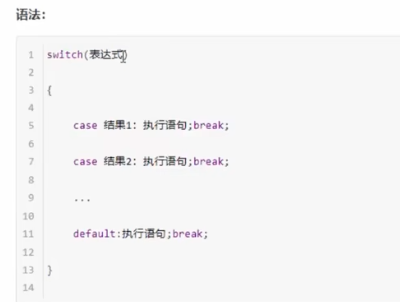 语法：
1 switch(表达式)
2
3 {
4
5 case 结果1: 执行语句;break;
6
7 case 结果2: 执行语句;break;
8
9 ...
10
11 default:执行语句;break;
12
13 }
14